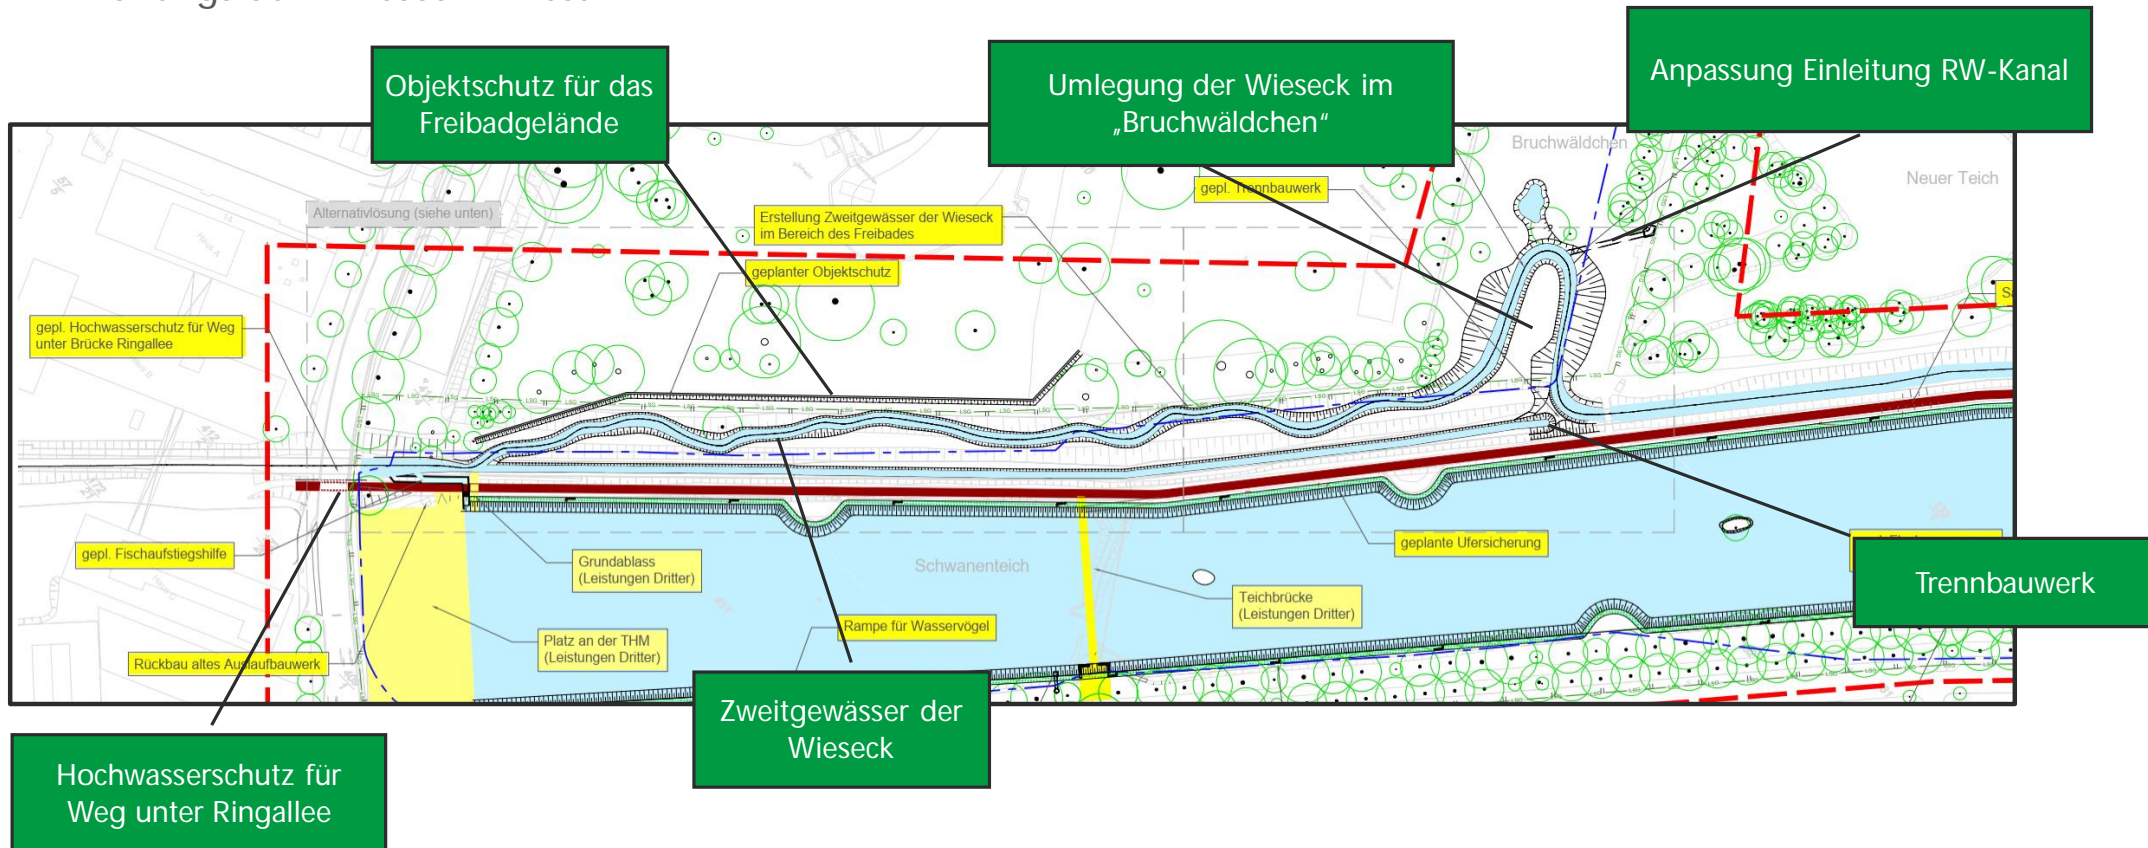 Objektschutz für das
Freibadgelände
Umlegung der Wieseck im
„Bruchwäldchen“
Anpassung Einleitung RW-Kanal
Bruchwäldchen
Neuer Teich
gepl. Trennbauwerk
Alternativlösung (siehe unten)
Erstellung Zweitgewässer der Wieseck
im Bereich des Freibades
geplanter Objektschutz
gepl. Hochwasserschutz für Weg
unter Brücke Ringallee
gepl. Fischaufstiegshilfe
Grundablass
(Leistungen Dritter)
Schwanenteich
geplante Ufersicherung
Teichbrücke
(Leistungen Dritter)
Rampe für Wasservögel
Platz an der THM
(Leistungen Dritter)
Rückbau altes Auslaufbauwerk
Trennbauwerk
Zweitgewässer der
Wieseck
Hochwasserschutz für
Weg unter Ringallee